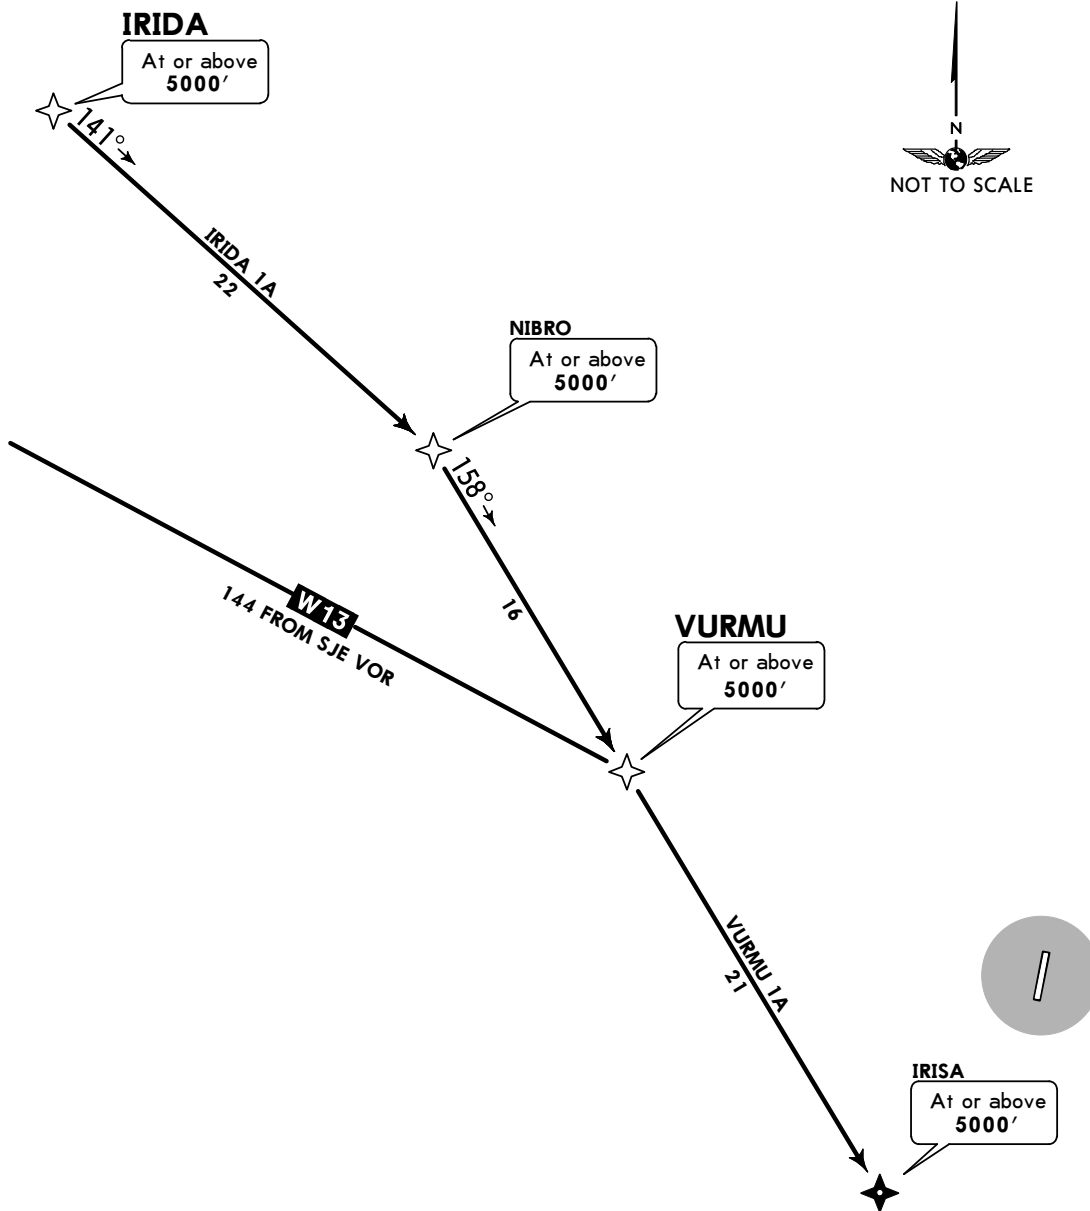 IRIDA
At or above
5000′
141°
N
NOT TO SCALE
IRIDA 1A
22
NIBRO
At or above
5000′
158°
16
W13
144 FROM SJE VOR
VURMU
At or above
5000′
VURMU 1A
21
IRISA
At or above
5000′